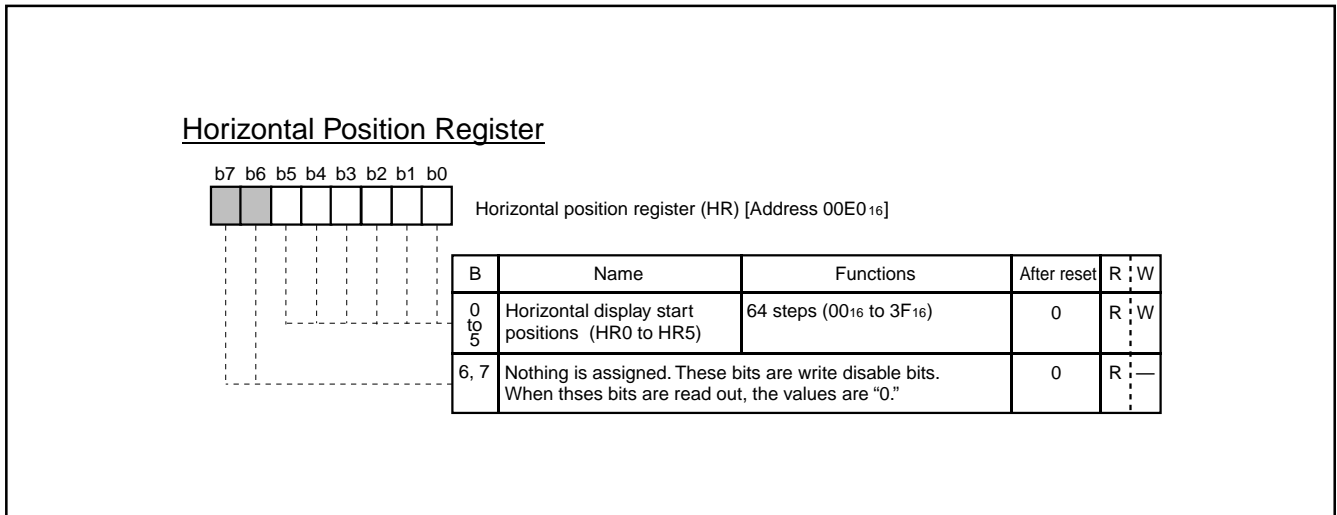 Horizontal Position Register
b7 b6 b5 b4 b3 b2 b1 b0
Horizontal position register (HR) [Address 00E016]
B Name Functions After reset R W
0 to 5 Horizontal display start positions (HR0 to HR5) 64 steps (0016 to 3F16) 0 R W
6, 7 Nothing is assigned. These bits are write disable bits. 0 R —
When thses bits are read out, the values are “0.”